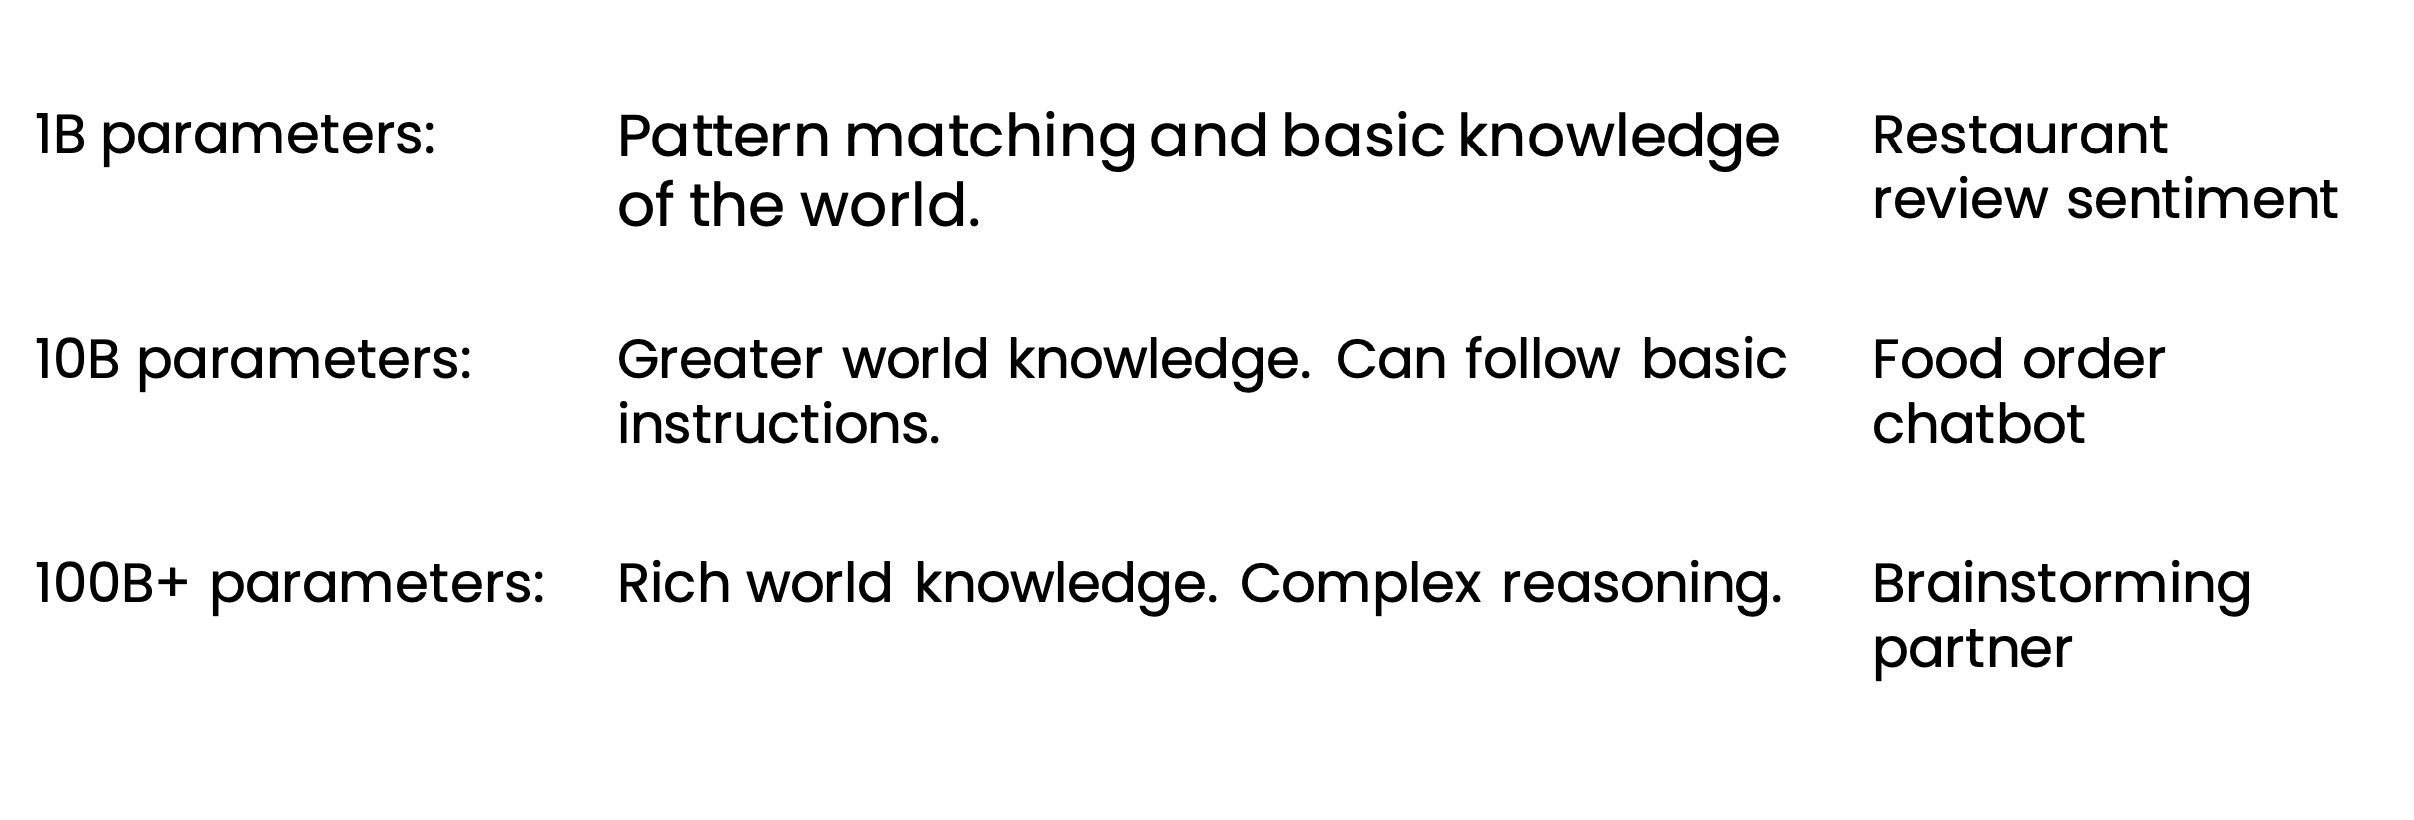 1B parameters:
Pattern matching and basic knowledge
of the world.
Restaurant
review sentiment
10B parameters:
Greater world knowledge. Can follow basic
instructions.
Food order
chatbot
100B+ parameters:
Rich world knowledge. Complex reasoning.
Brainstorming
partner